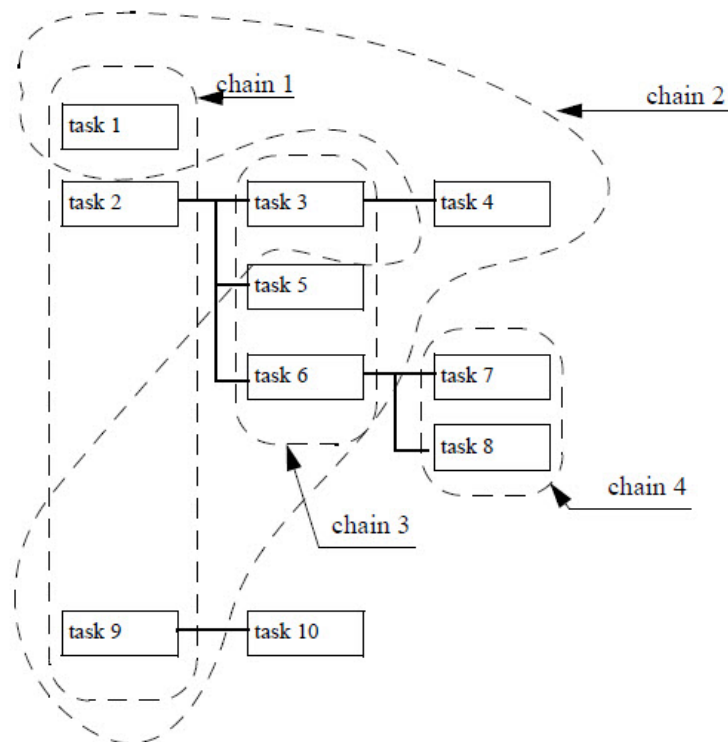 chain 1
chain 2
task 1
task 2
task 3
task 4
task 5
task 6
task 7
task 8
chain 4
chain 3
task 9
task 10